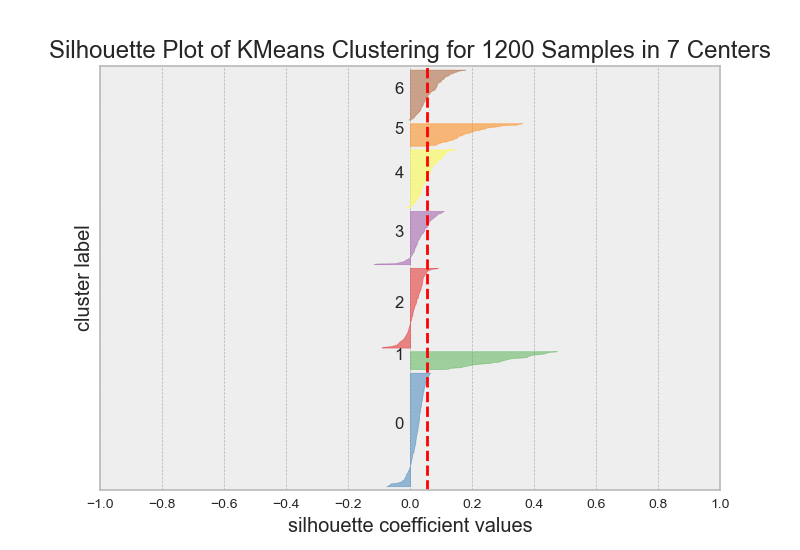 Silhouette Plot of KMeans Clustering for 1200 Samples in 7 Centers
6
5
4
3
2
1
0
cluster label
−1.0 −0.8 −0.6 −0.4 −0.2 0.0 0.2 0.4 0.6 0.8 1.0
silhouette coefficient values